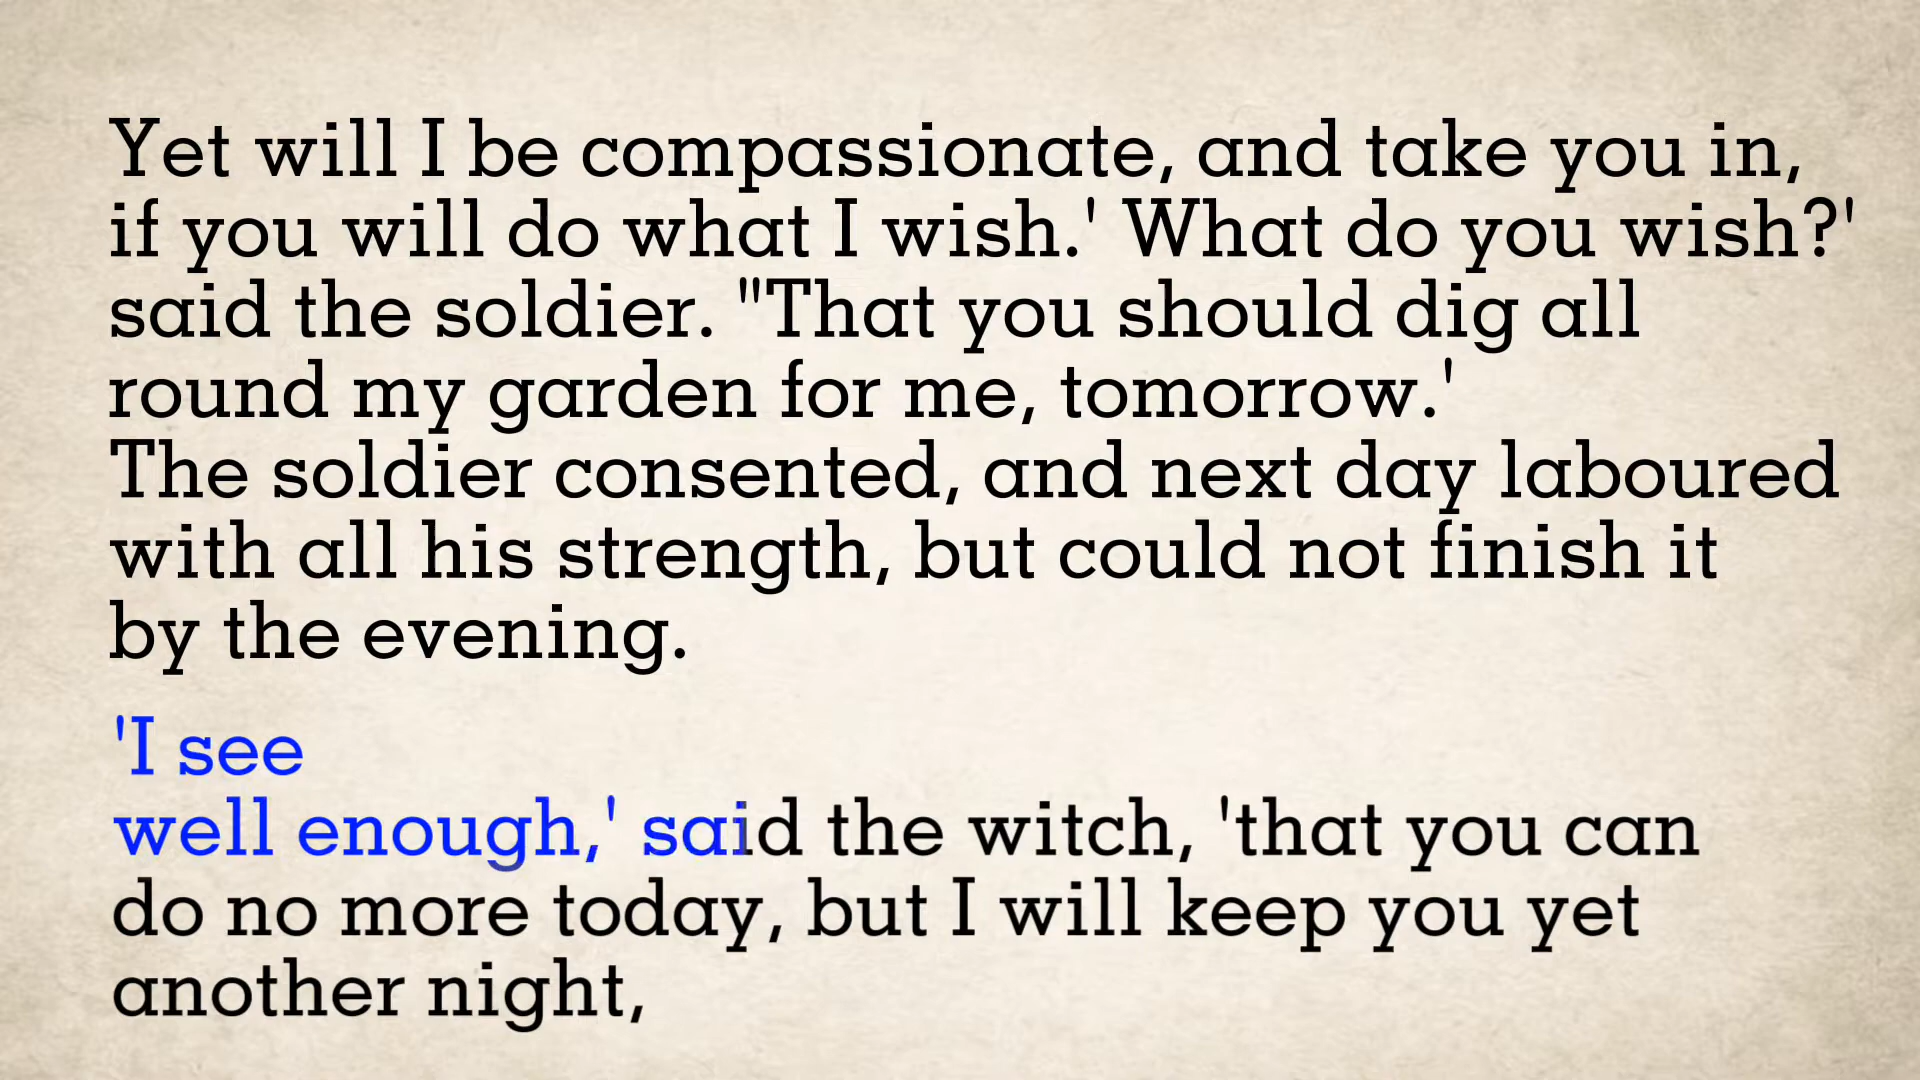 Yet will I be compassionate, and take you in,
if you will do what I wish.' What do you wish?'
said the soldier. "That you should dig all
round my garden for me, tomorrow.'
The soldier consented, and next day laboured
with all his strength, but could not finish it
by the evening.
'I see
well enough,' said the witch, 'that you can
do no more today, but I will keep you yet
another night,